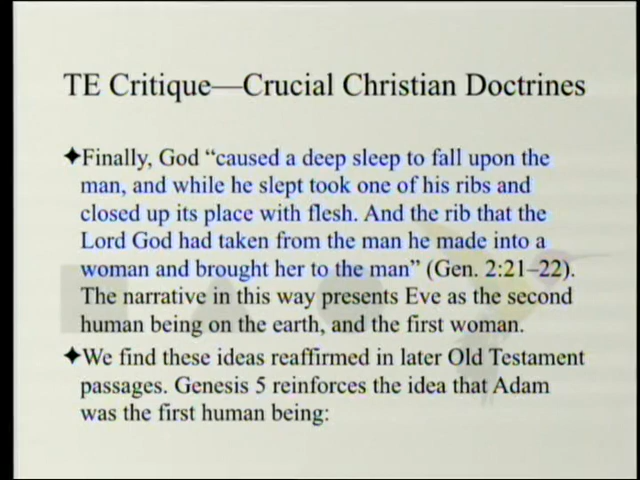 TE Critique—Crucial Christian Doctrines
✦Finally, God “caused a deep sleep to fall upon the
man, and while he slept took one of his ribs and
closed up its place with flesh. And the rib that the
Lord God had taken from the man he made into a
woman and brought her to the man” (Gen. 2:21–22).
The narrative in this way presents Eve as the second
human being on the earth, and the first woman.
✦We find these ideas reaffirmed in later Old Testament
passages. Genesis 5 reinforces the idea that Adam
was the first human being: